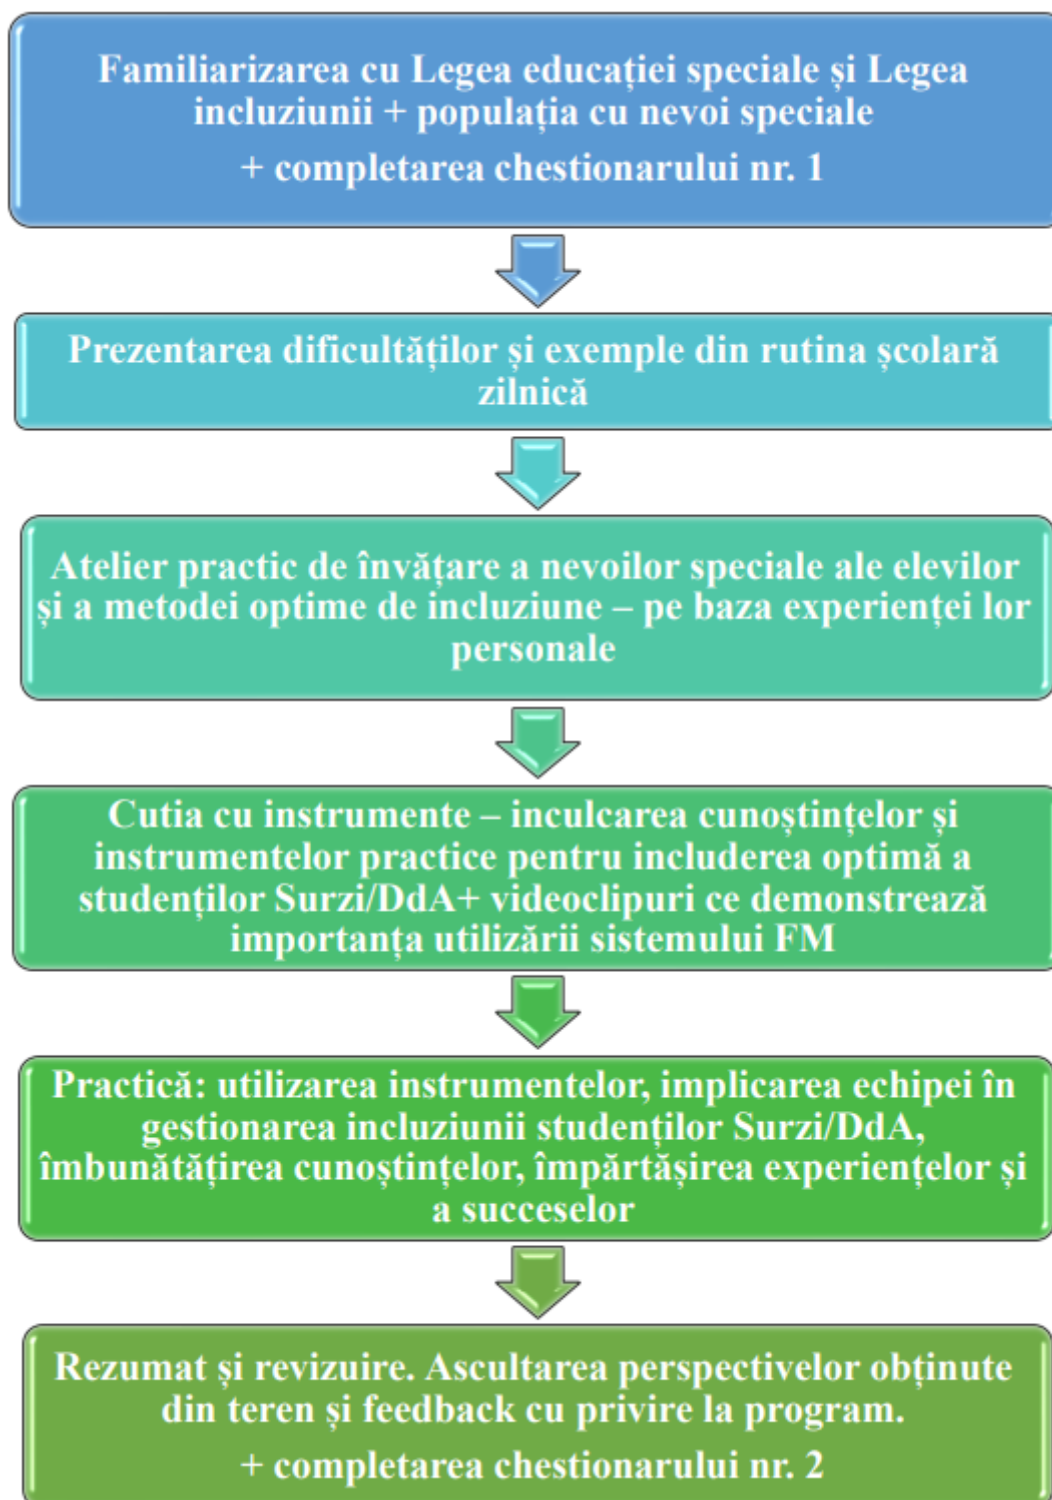 Familiarizarea cu Legea educației speciale și Legea
incluziunii + populația cu nevoi speciale
+ completarea chestionarului nr. 1
Prezentarea dificultăților și exemple din rutina școlară
zilnică
Atelier practic de învățare a nevoilor speciale ale elevilor
și a metodei optime de incluziune – pe baza experienței lor
personale
Cutia cu instrumente – inculcarea cunoștințelor și
instrumentelor practice pentru includerea optimă a
studenților Surzi/DdA+ videoclipuri ce demonstrează
importanța utilizării sistemului FM
Practică: utilizarea instrumentelor, implicarea echipei în
gestionarea incluziunii studenților Surzi/DdA,
îmbunătățirea cunoștințelor, împărtășirea experiențelor și
a succeselor
Rezumat și revizuire. Ascultarea perspectivelor obținute
din teren și feedback cu privire la program.
+ completarea chestionarului nr. 2